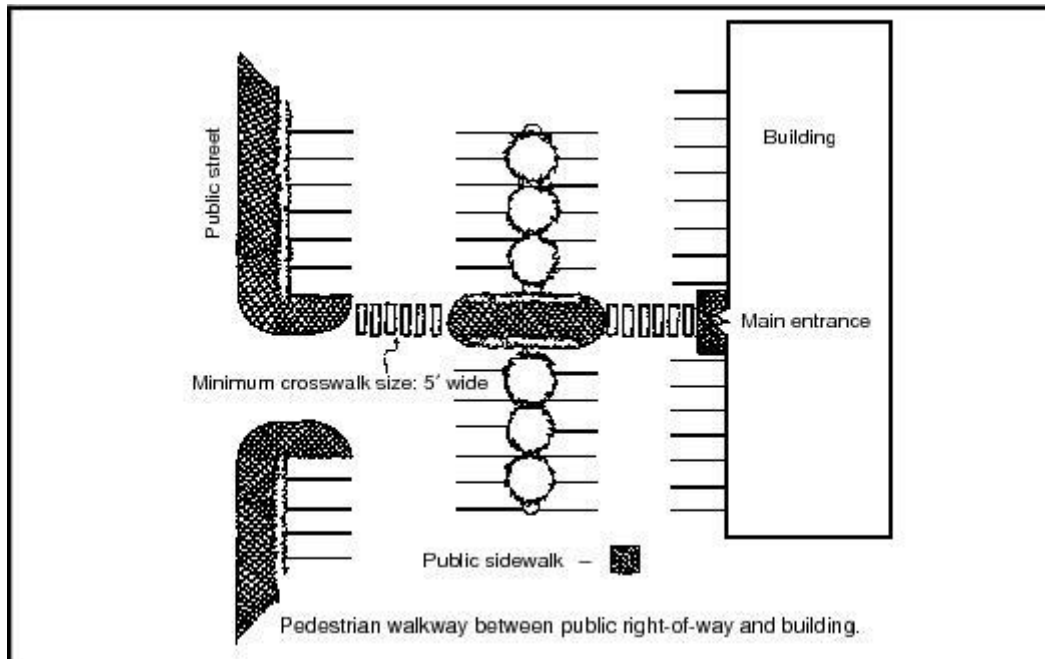 Public street
Building
Main entrance
Minimum crosswalk size: 5' wide
Public sidewalk –
Pedestrian walkway between public right-of-way and building.